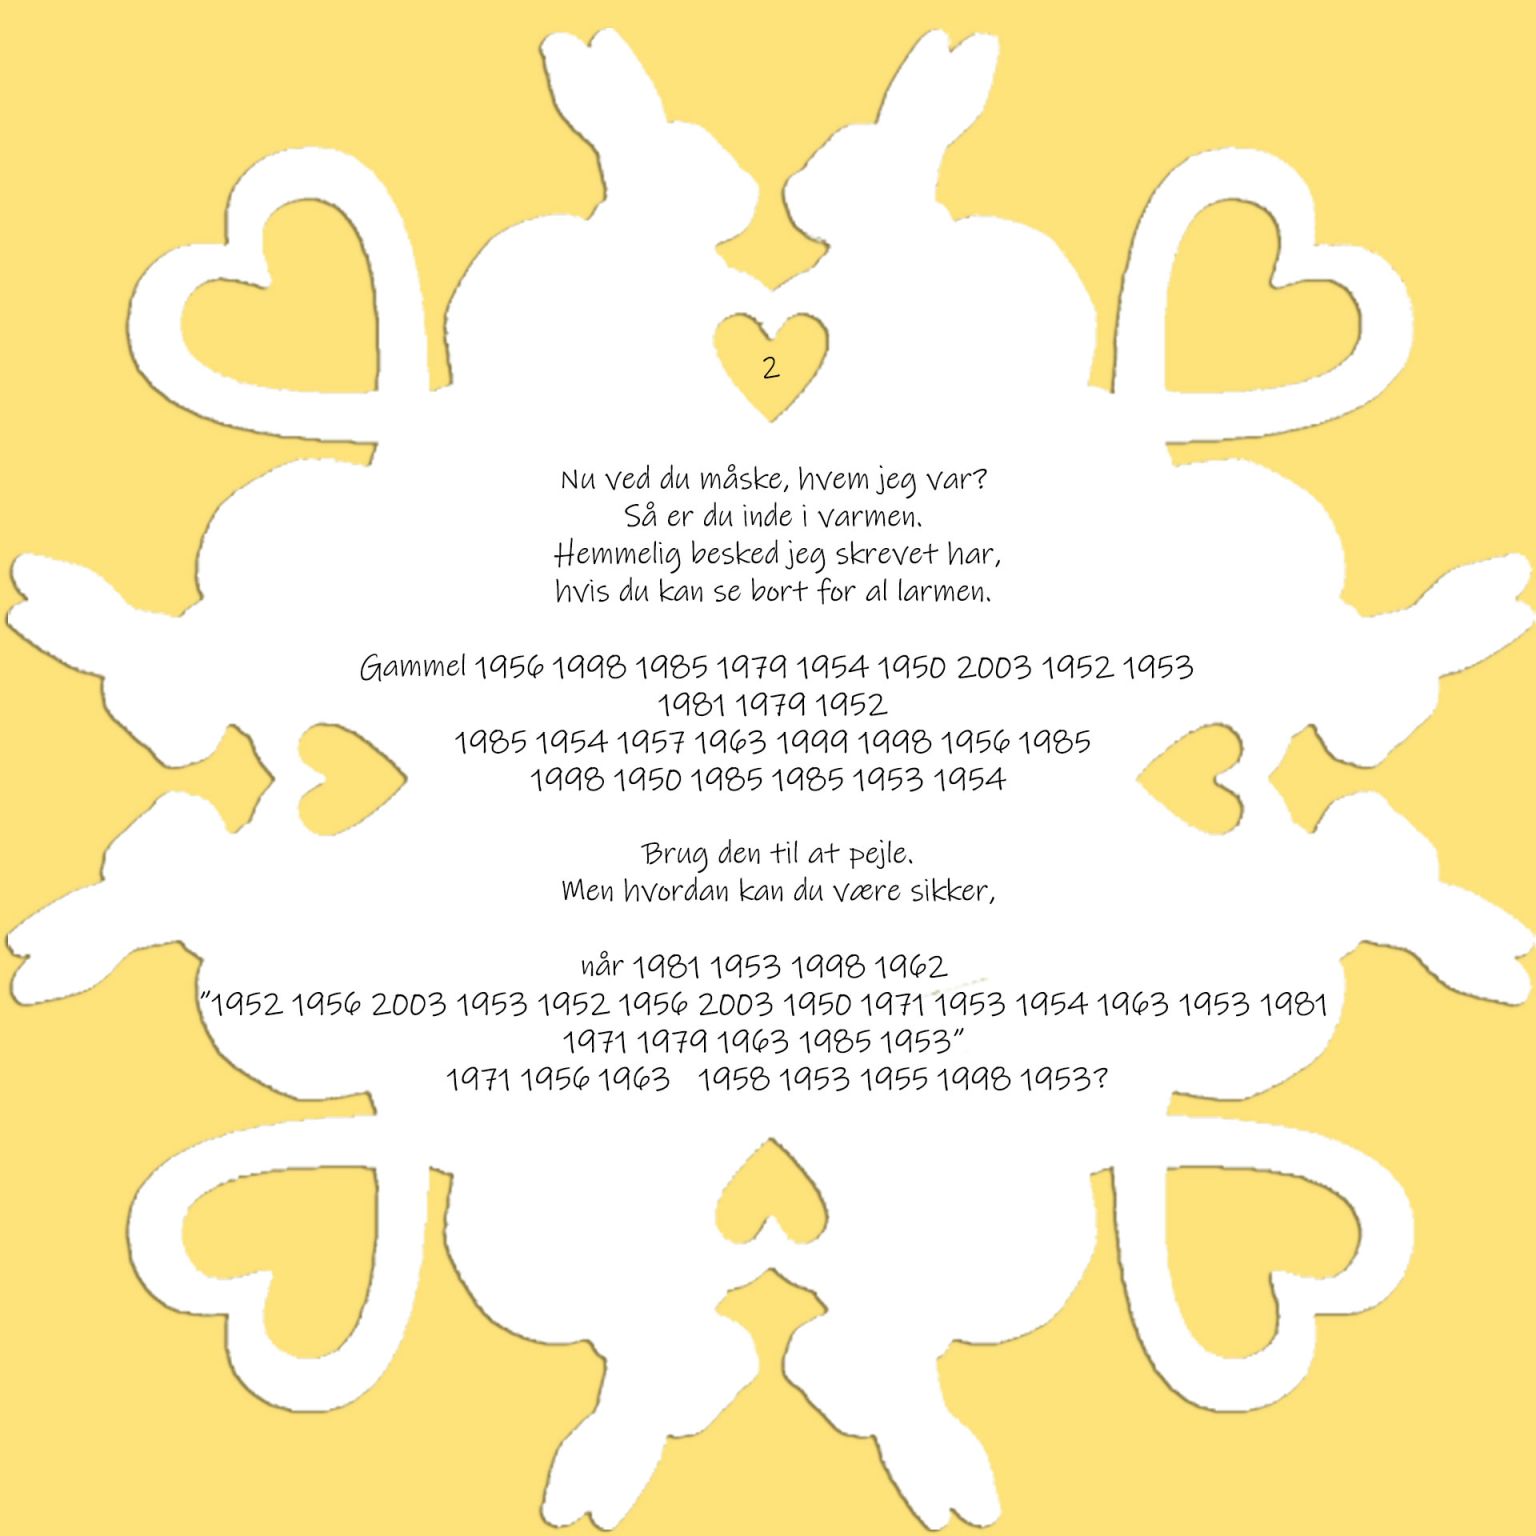 2
Nu ved du måske, hvem jeg var?
Så er du inde i varmen.
Hemmelig besked jeg skrevet har,
hvis du kan se bort for al larmen.
Gammel 1956 1998 1985 1979 1954 1950 2003 1952 1953
1981 1979 1952
1985 1954 1957 1963 1999 1998 1956 1985
1998 1950 1985 1985 1953 1954
Brug den til at pejle.
Men hvordan kan du være sikker,
når 1981 1953 1998 1962
"1952 1956 2003 1953 1952 1956 2003 1950 1971 1953 1954 1963 1953 1981
1971 1979 1963 1985 1953"
1971 1956 1963 1958 1953 1955 1998 1953?